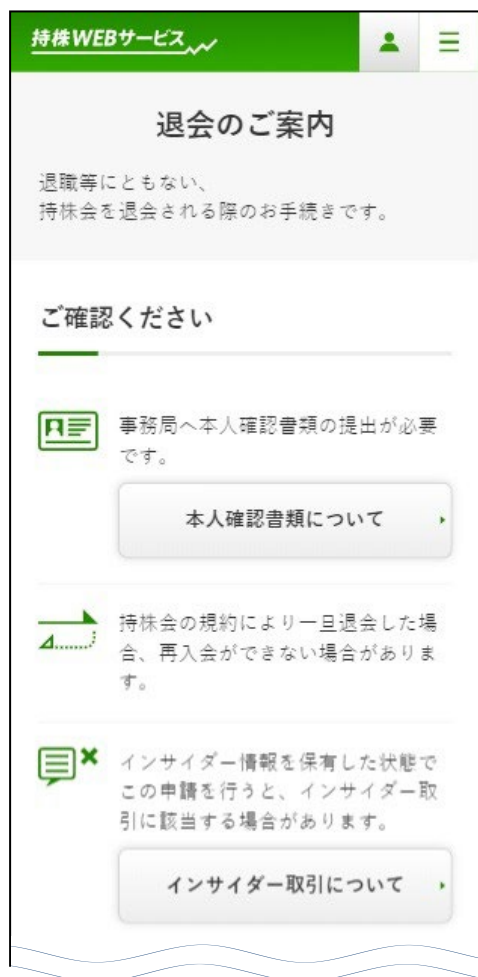 持株WEBサービス
退会のご案内
退職等にともない、
持株会を退会される際のお手続きです。
ご確認ください
事務局へ本人確認書類の提出が必要
です。
本人確認書類について
持株会の規約により一旦退会した場
合、再入会ができない場合がありま
す。
インサイダー情報を保有した状態で
この申請を行うと、インサイダー取
引に該当する場合があります。
インサイダー取引について